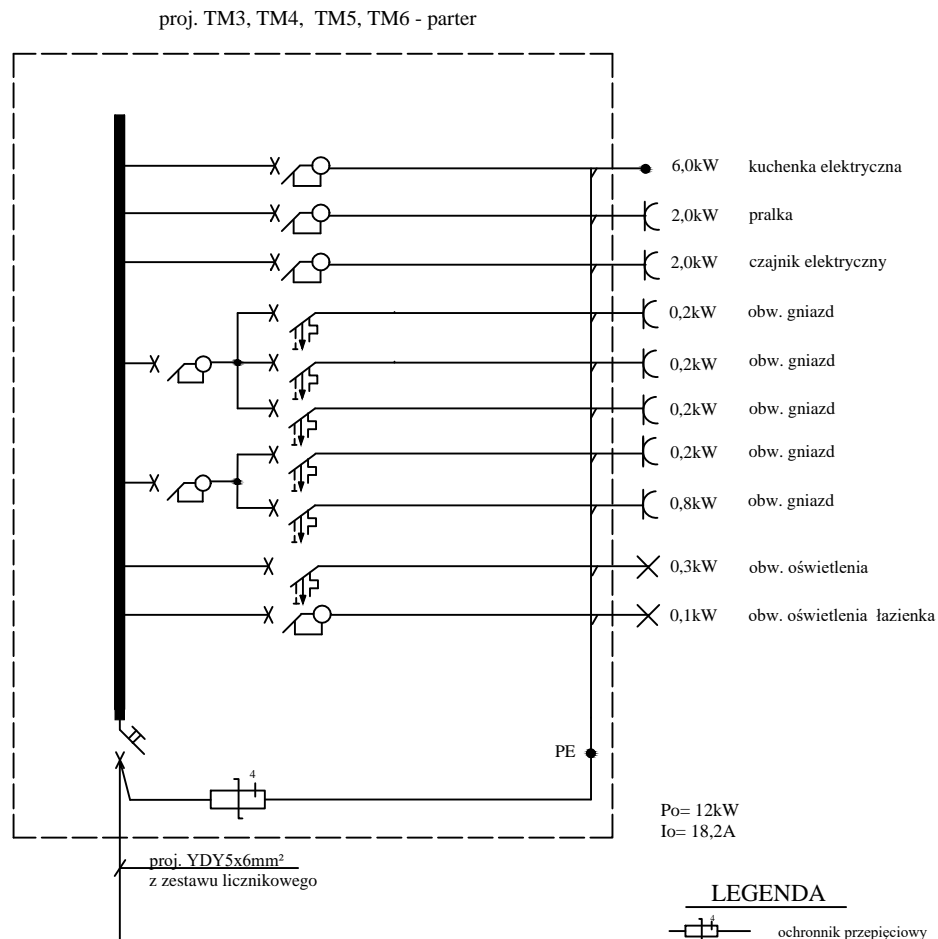 proj. TM3, TM4, TM5, TM6 - parter
6,0kW kuchenka elektryczna
2,0kW pralka
2,0kW czajnik elektryczny
0,2kW obw. gniazd
0,2kW obw. gniazd
0,2kW obw. gniazd
0,2kW obw. gniazd
0,8kW obw. gniazd
0,3kW obw. oświetlenia
0,1kW obw. oświetlenia łazienka
PE
4
Po= 12kW
Io= 18,2A
proj. YDY5x6mm²
z zestawu licznikowego
LEGENDA
4 ochronnik przepięciowy